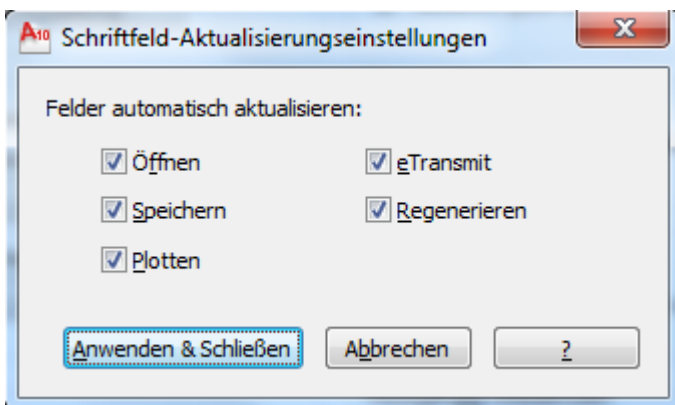 A10 Schriftfeld-Aktualisierungseinstellungen X
Felder automatisch aktualisieren:
Öffnen eTransmit
Speichern Regenerieren
Plotten
Anwenden & Schließen Abbrechen ?